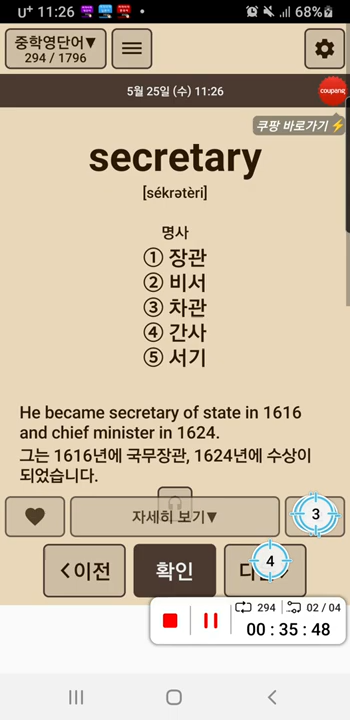 U+ 11:26 68%
중학영단어▼
294 / 1796
5월 25일 (수) 11:26
coupang
쿠팡 바로가기⚡
secretary
[sékrətèri]
명사
① 장관
② 비서
③ 차관
④ 간사
⑤ 서기
He became secretary of state in 1616
and chief minister in 1624.
그는 1616년에 국무장관, 1624년에 수상이
되었습니다.
자세히 보기▼
3
<이전
확인
4
294
02 / 04
00 : 35 : 48